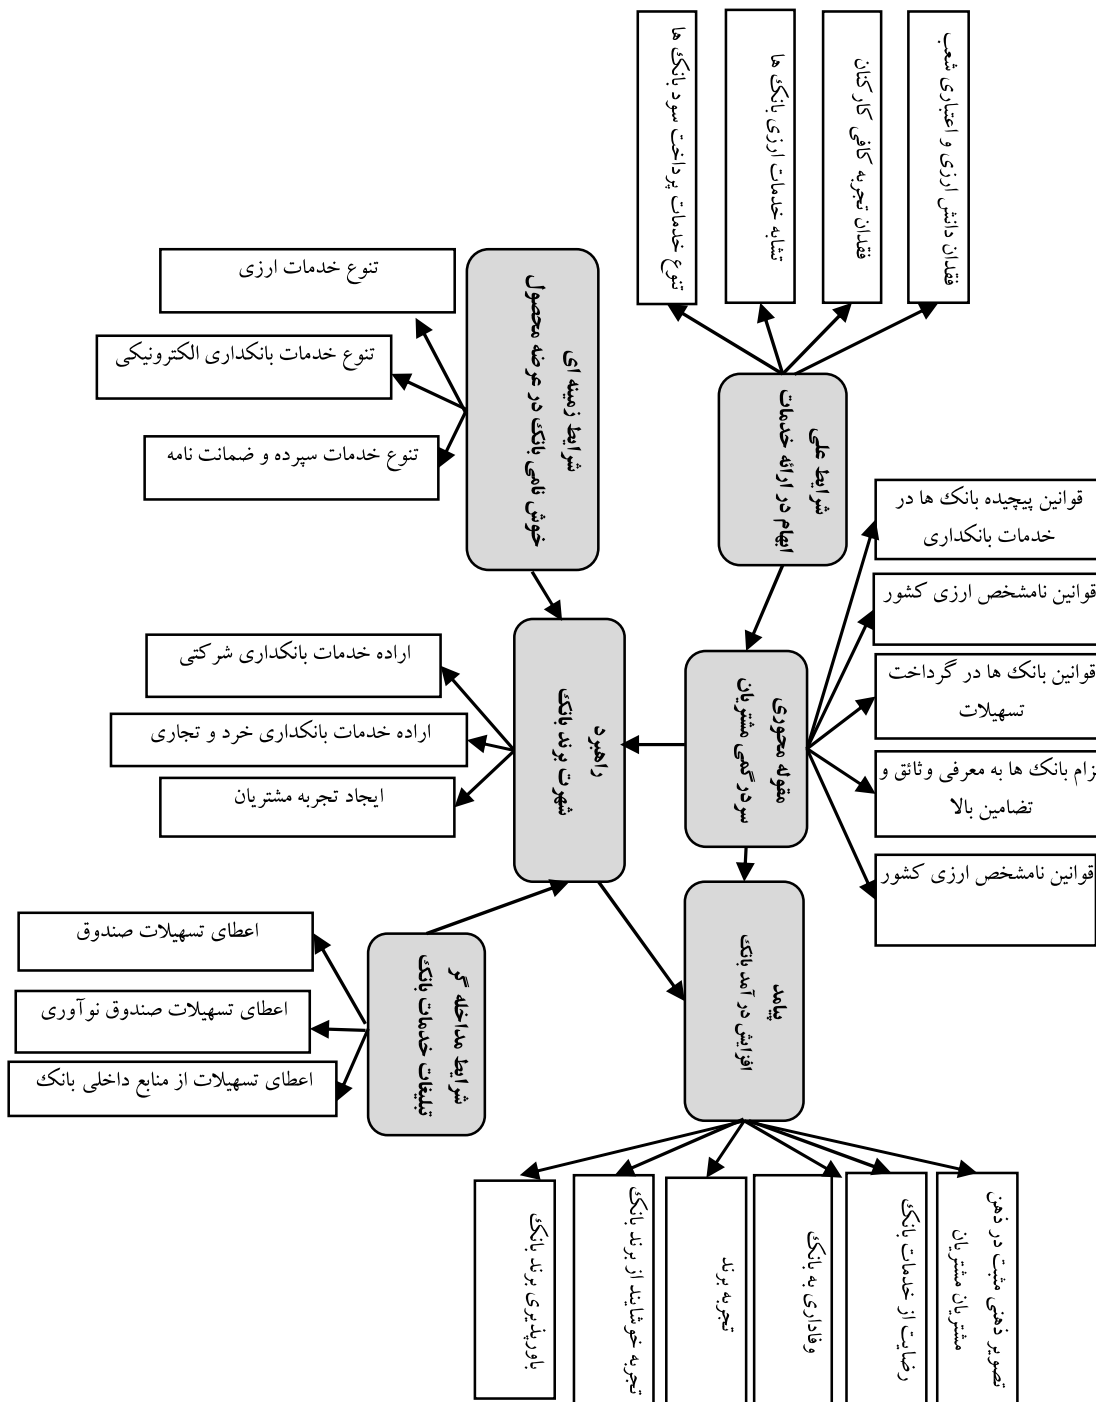 فقدان دانش ارزی و اعتباری شعب
فقدان تجربه کافی کارکنان
تشابه خدمات ارزی بانک ها
تنوع خدمات پرداخت سود بانک ها
شرایط علی
ابهام در ارائه خدمات
شرایط زمینه ای
خوش نامی بانک در عرضه محصول
تنوع خدمات ارزی
تنوع خدمات بانکداری الکترونیکی
تنوع خدمات سپرده و ضمانت نامه
قوانین پیچیده بانک ها در
خدمات بانکداری
قوانین نامشخص ارزی کشور
قوانین بانک ها در گرداخت
تسهیلات
زام بانک ها به معرفی وثائق و
تضامین بالا
قوانین نامشخص ارزی کشور
مقوله محوری
سردرگمی مشتریان
راهبرد
شهرت برند بانک
اراده خدمات بانکداری شرکتی
اراده خدمات بانکداری خرد و تجاری
ایجاد تجربه مشتریان
پیامد
افزایش در آمد بانک
شرایط مداخله گر
تبلیغات خدمات بانک
اعطای تسهیلات صندوق
اعطای تسهیلات صندوق نوآوری
اعطای تسهیلات از منابع داخلی بانک
تصویر ذهنی مثبت در ذهن
مشتریان مشتریان
رضایت از خدمات بانک
وفاداری به بانک
تجربه برند
تجربه خوشایند از برند بانک
باورپذیری برند بانک